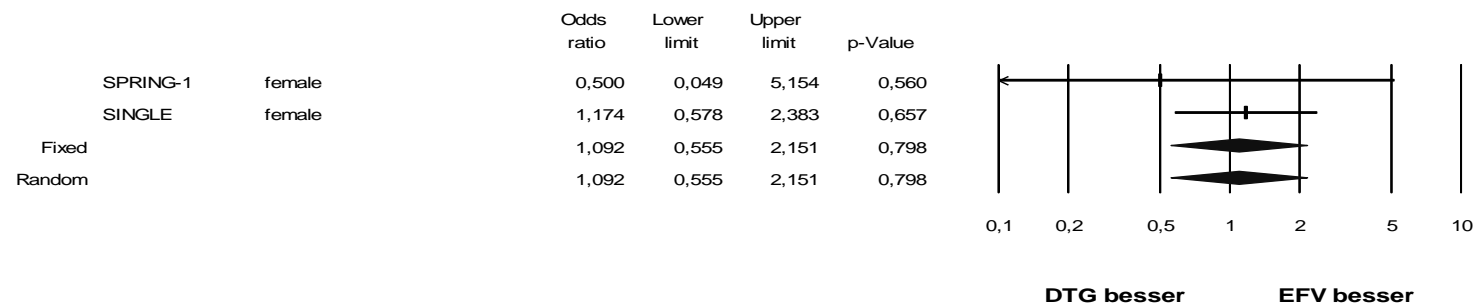 Odds Lower Upper
ratio limit limit p-Value
SPRING-1 female 0,500 0,049 5,154 0,560
SINGLE female 1,174 0,578 2,383 0,657
Fixed 1,092 0,555 2,151 0,798
Random 1,092 0,555 2,151 0,798
0,1 0,2 0,5 1 2 5 10
DTG besser EFV besser